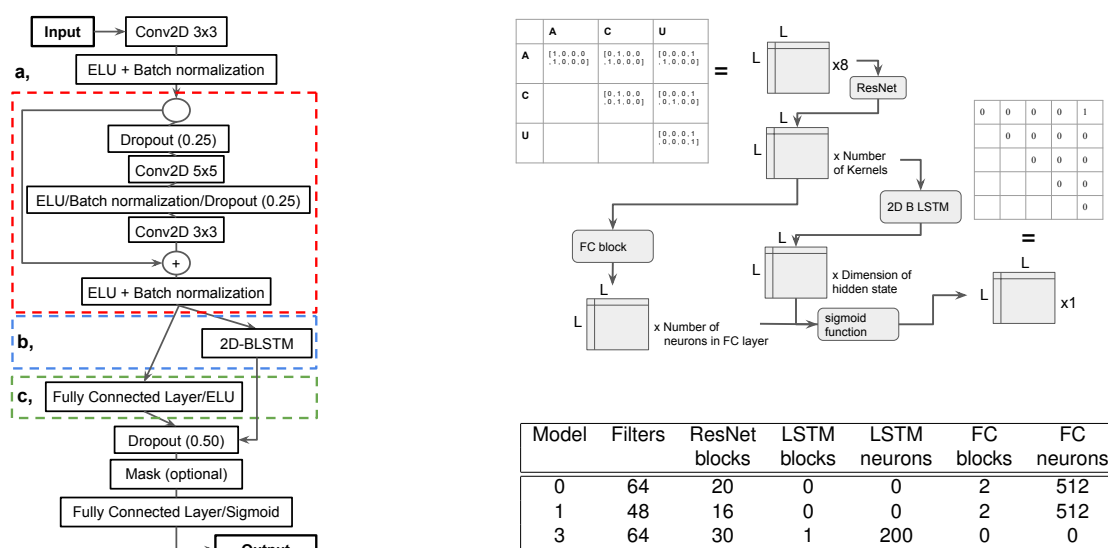 Input
Conv2D 3x3
a,
ELU + Batch normalization
Dropout (0.25)
Conv2D 5x5
ELU/Batch normalization/Dropout (0.25)
Conv2D 3x3
+
ELU + Batch normalization
b,
2D-BLSTM
c,
Fully Connected Layer/ELU
Dropout (0.50)
Mask (optional)
Fully Connected Layer/Sigmoid
Output
A C U
A [1,0,0,0 [0,1,0,0 [0,0,0,1
,1,0,0,0] ,1,0,0,0] ,1,0,0,0]
C [0,1,0,0 [0,0,0,1
,0,1,0,0] ,0,1,0,0]
U [0,0,0,1
,0,0,0,1]
=
L
L
x8
ResNet
L
L
x Number
of Kernels
2D B LSTM
FC block
L
L
x Dimension of
hidden state
L
L
x Number of
neurons in FC layer
sigmoid
function
L
L
x1
=
0 0 0 0 1
0 0 0 0
0 0 0
0 0
0
Model Filters ResNet LSTM LSTM FC FC
blocks blocks neurons blocks neurons
0 64 20 0 0 2 512
1 48 16 0 0 2 512
3 64 30 1 200 0 0